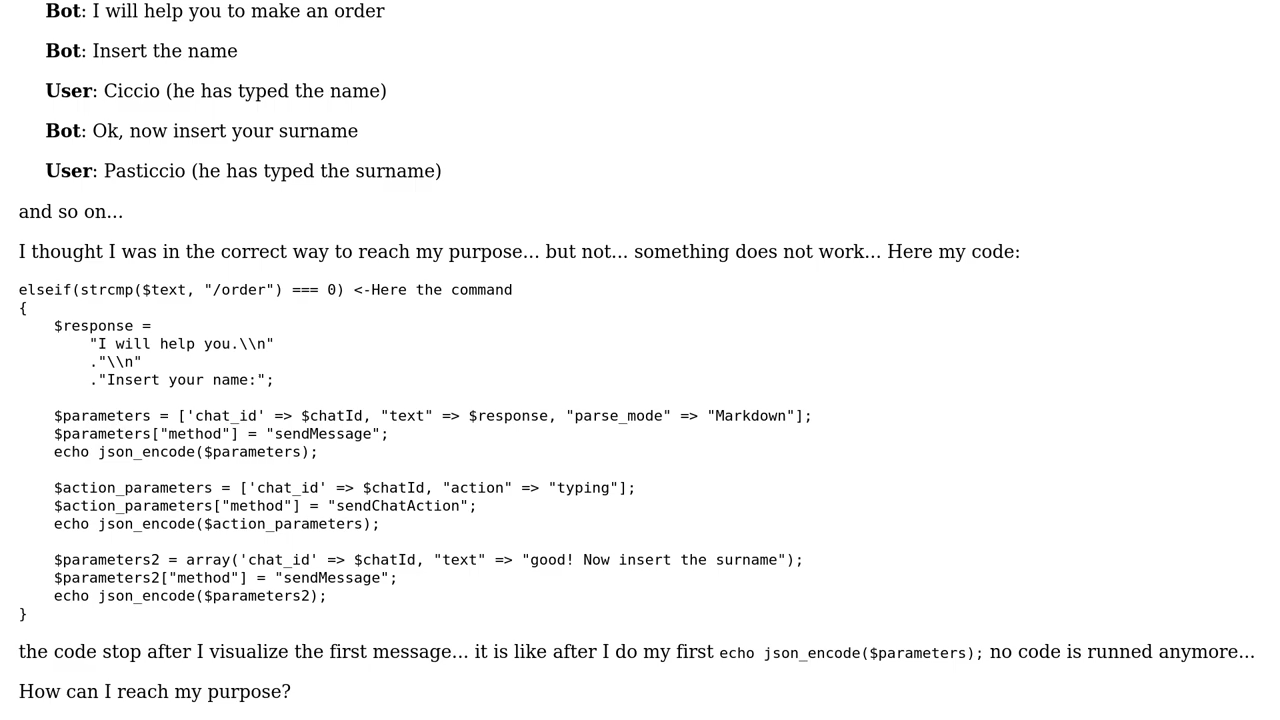 Bot: I will help you to make an order
Bot: Insert the name
User: Ciccio (he has typed the name)
Bot: Ok, now insert your surname
User: Pasticcio (he has typed the surname)
and so on...
I thought I was in the correct way to reach my purpose... but not... something does not work... Here my code:
elseif(strcmp($text, "/order") === 0) <-Here the command
{
    $response =
        "I will help you.\\n"
        ."\\n"
        ."Insert your name:";

    $parameters = ['chat_id' => $chatId, "text" => $response, "parse_mode" => "Markdown"];
    $parameters["method"] = "sendMessage";
    echo json_encode($parameters);

    $action_parameters = ['chat_id' => $chatId, "action" => "typing"];
    $action_parameters["method"] = "sendChatAction";
    echo json_encode($action_parameters);

    $parameters2 = array('chat_id' => $chatId, "text" => "good! Now insert the surname");
    $parameters2["method"] = "sendMessage";
    echo json_encode($parameters2);
}
the code stop after I visualize the first message... it is like after I do my first echo json_encode($parameters); no code is runned anymore...
How can I reach my purpose?